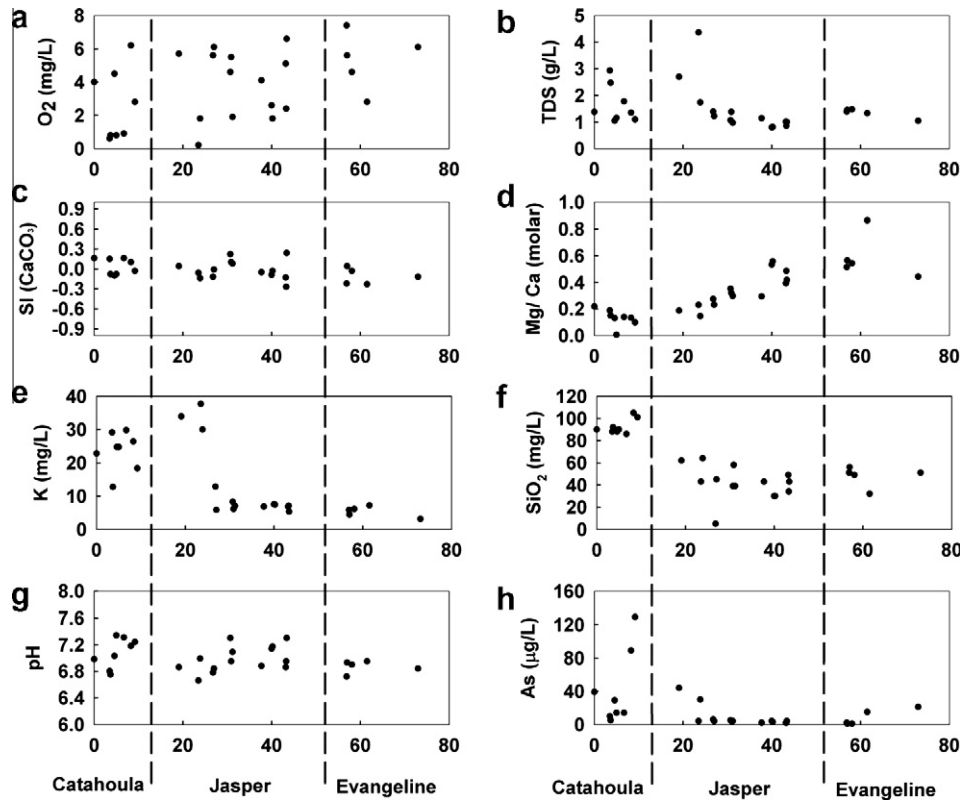 a
O2 (mg/L)
8
6
4
2
0
0 20 40 60 80
b
TDS (g/L)
5
4
3
2
1
0
0 20 40 60 80
c
SI (CaCO3)
0.9
0.6
0.3
0.0
-0.3
-0.6
-0.9
0 20 40 60 80
d
Mg/ Ca (molar)
1.0
0.8
0.6
0.4
0.2
0.0
0 20 40 60 80
e
K (mg/L)
40
30
20
10
0
0 20 40 60 80
f
SiO2 (mg/L)
120
100
80
60
40
20
0
0 20 40 60 80
g
pH
8.0
7.6
7.2
6.8
6.4
6.0
0 20 40 60 80
h
As (µg/L)
160
120
80
40
0
0 20 40 60 80
Catahoula Jasper Evangeline
Catahoula Jasper Evangeline